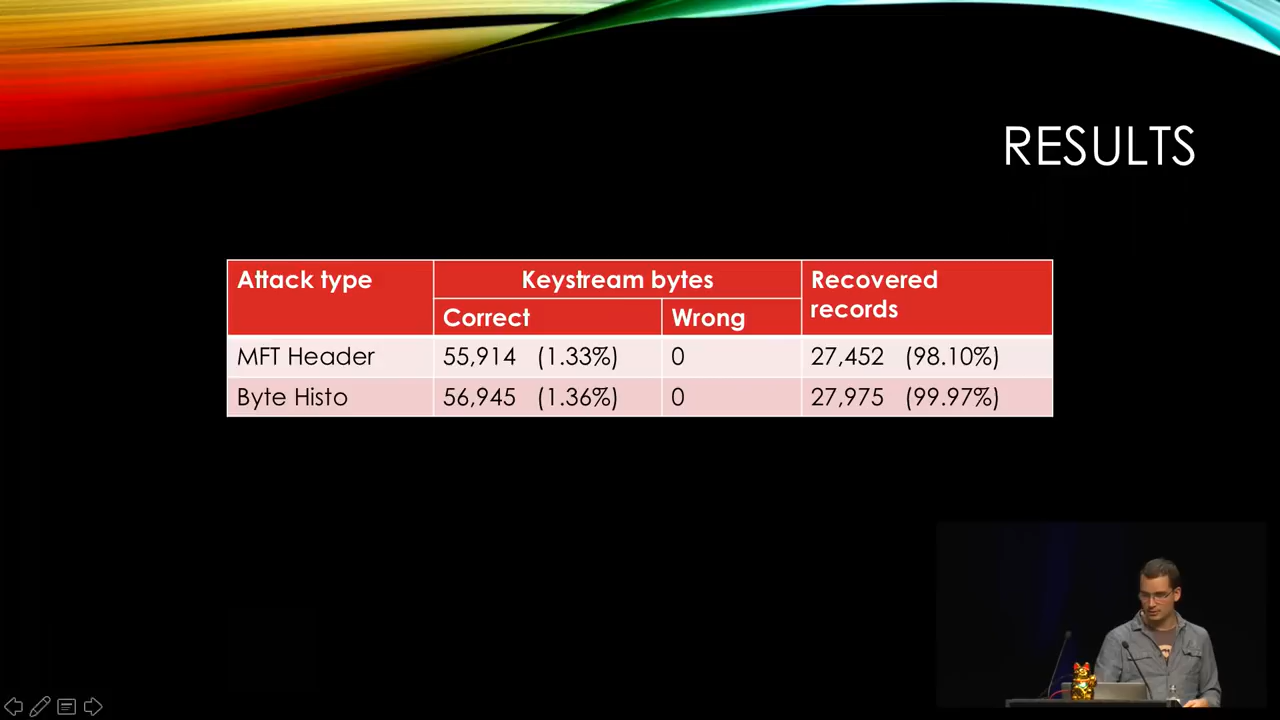 RESULTS
Attack type Keystream bytes Recovered records
Correct Wrong
MFT Header 55,914 (1.33%) 0 27,452 (98.10%)
Byte Histo 56,945 (1.36%) 0 27,975 (99.97%)